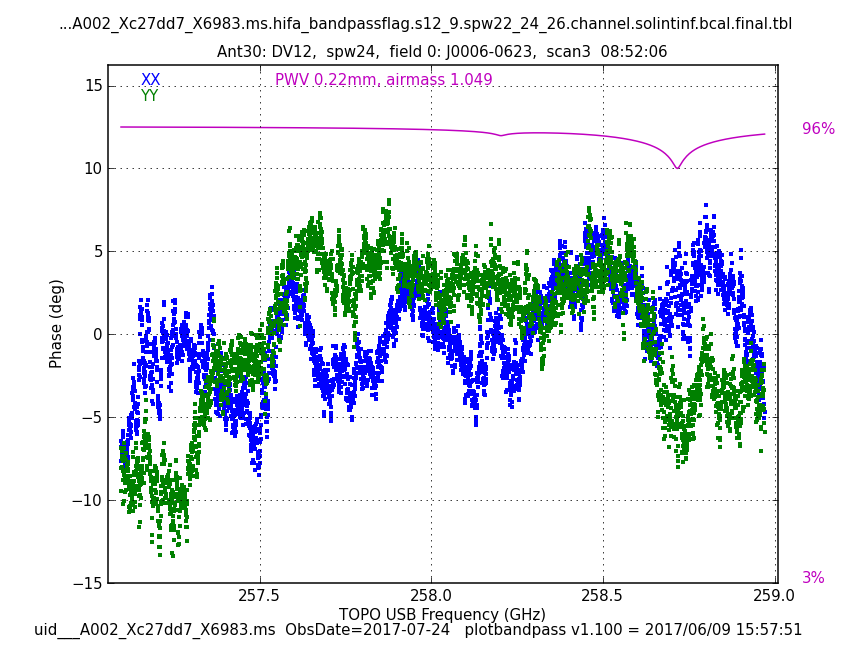 ...A002_Xc27dd7_X6983.ms.hifa_bandpassflag.s12_9.spw22_24_26.channel.solintinf.bcal.final.tbl
Ant30: DV12, spw24, field 0: J0006-0623, scan3 08:52:06
XX
YY
PWV 0.22mm, airmass 1.049
96%
3%
15
10
5
0
−5
−10
−15
Phase (deg)
257.5 258.0 258.5 259.0
TOPO USB Frequency (GHz)
uid___A002_Xc27dd7_X6983.ms ObsDate=2017-07-24 plotbandpass v1.100 = 2017/06/09 15:57:51